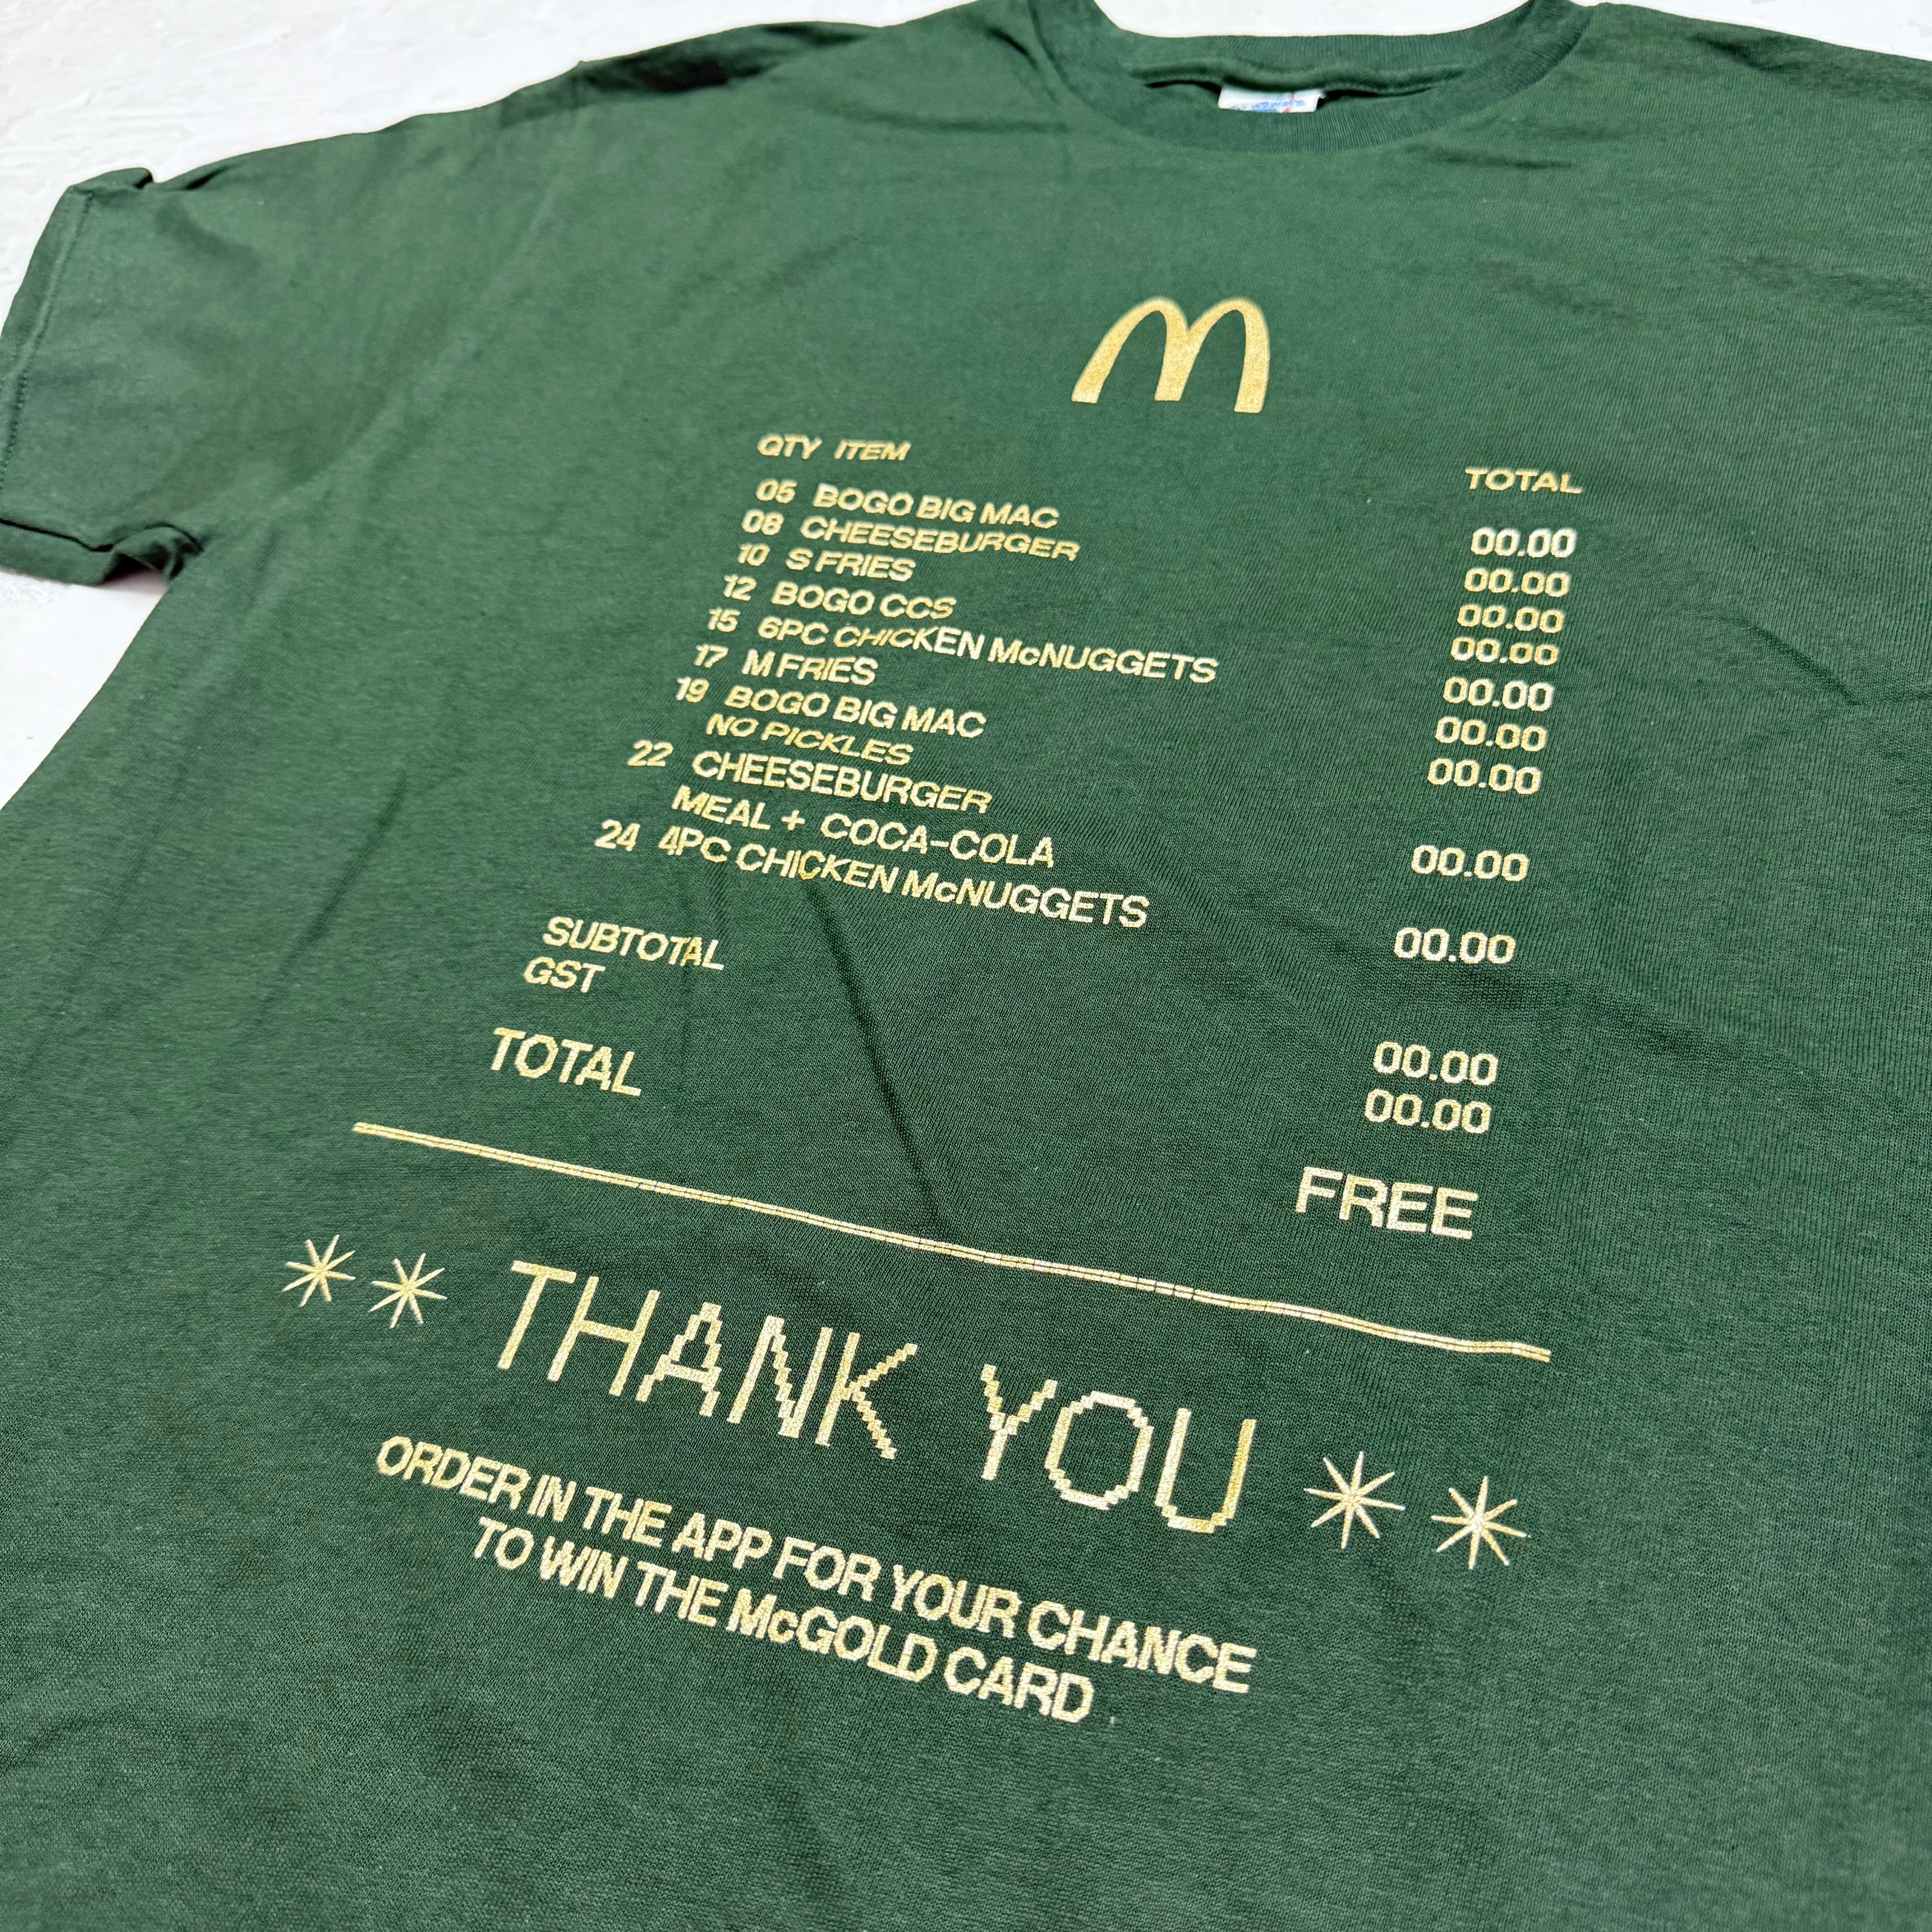 QTY ITEM TOTAL
05 BOGO BIG MAC 00.00
08 CHEESEBURGER 00.00
10 S FRIES 00.00
12 BOGO CCS 00.00
15 6PC CHICKEN McNUGGETS 00.00
17 M FRIES 00.00
19 BOGO BIG MAC 00.00
NO PICKLES
22 CHEESEBURGER
MEAL + COCA-COLA 00.00
24 4PC CHICKEN McNUGGETS 00.00
SUBTOTAL 00.00
GST 00.00
TOTAL FREE
** THANK YOU **
ORDER IN THE APP FOR YOUR CHANCE
TO WIN THE McGOLD CARD